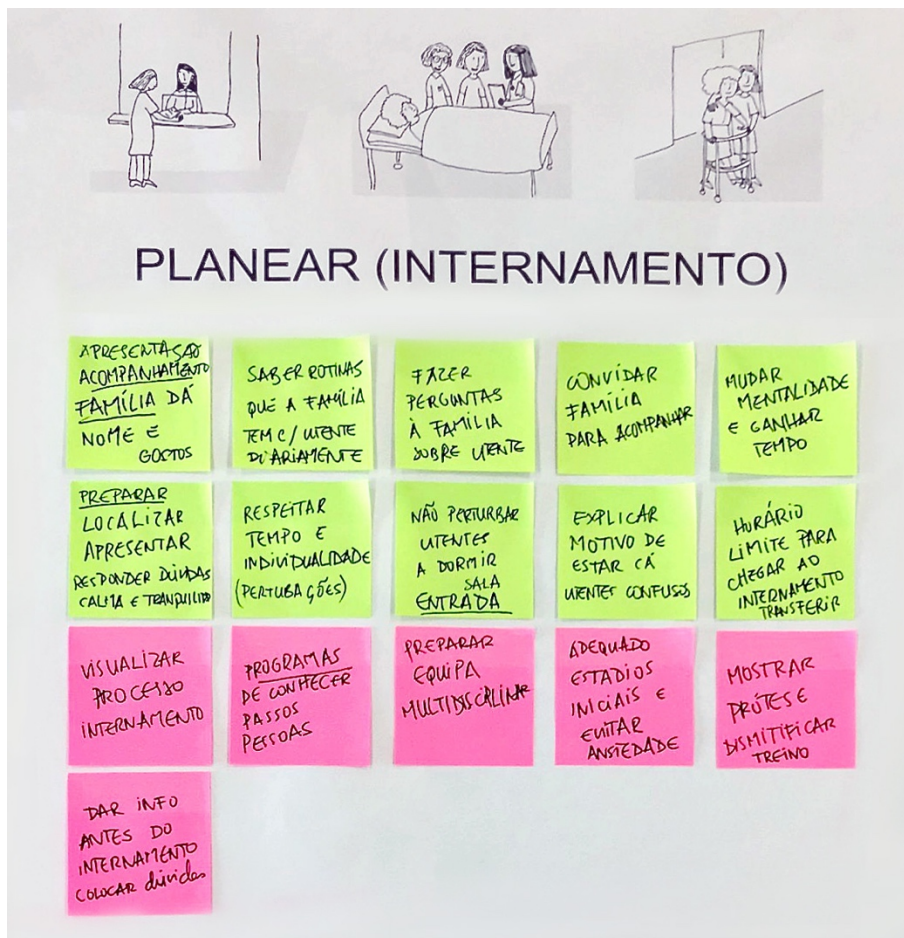 PLANEAR (INTERNAMENTO)
APRESENTAÇÃO
ACOMPANHAMENTO
FAMÍLIA DÁ
NOME E
GOSTOS
SABER ROTINAS
QUE A FAMÍLIA
TEM C/ UTENTE
DIARIAMENTE
FAZER
PERGUNTAS
À FAMÍLIA
SOBRE UTENTE
CONVIDAR
FAMÍLIA
PARA ACOMPANHAR
MUDAR
MENTALIDADE
E GANHAR
TEMPO
PREPARAR
LOCALIZAR
APRESENTAR
RESPONDER DÚVIDAS
CALMA E TRANQUILIDD
RESPEITAR
TEMPO E
INDIVIDUALIDADE
(PERTUBAÇÕES)
NÃO PERTURBAR
UTENTES
A DORMIR
SALA
ENTRADA
EXPLICAR
MOTIVO DE
ESTAR CÁ
UTENTES CONFUSOS
HORÁRIO
LIMITE PARA
CHEGAR AO
INTERNAMENTO
TRANSFERIR
VISUALIZAR
PROCESSO
INTERNAMENTO
PROGRAMAS
DE CONHECER
PASSOS
PESSOAS
PREPARAR
EQUIPA
MULTIDISCIPLINAR
ADEQUADO
ESTADIOS
INICIAIS E
EVITAR
ANSIEDADE
MOSTRAR
PRÓTESE
DISMITIFICAR
TREINO
DAR INFO
ANTES DO
INTERNAMENTO
COLOCAR dúvidas